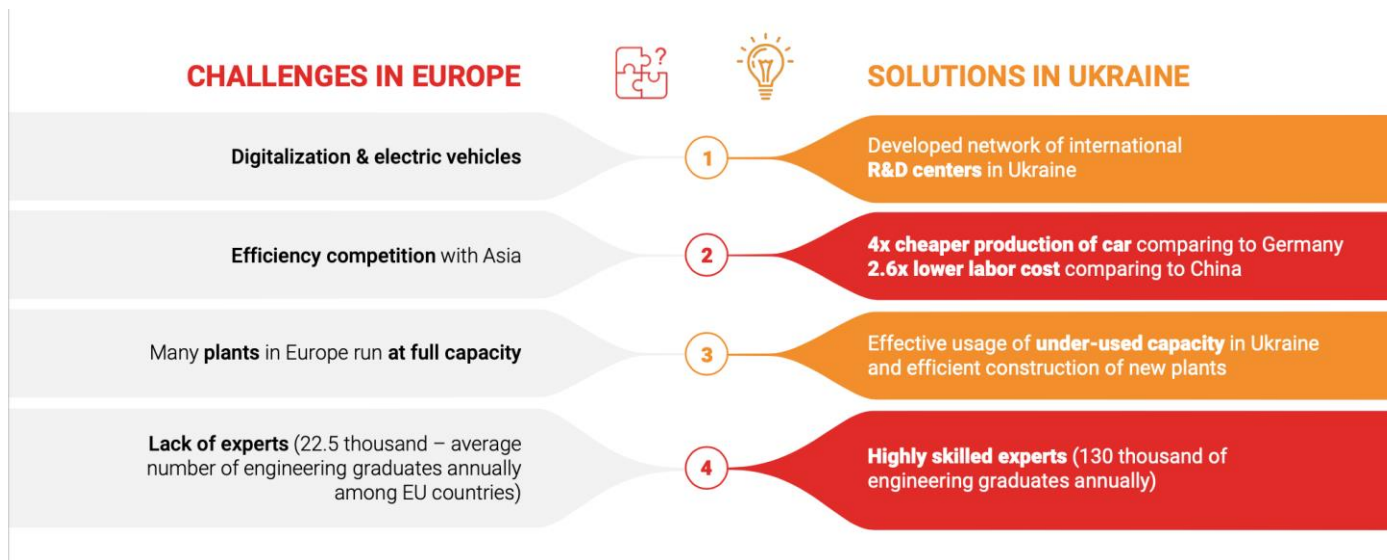 CHALLENGES IN EUROPE
?
SOLUTIONS IN UKRAINE
Digitalization & electric vehicles
1
Developed network of international
R&D centers in Ukraine
Efficiency competition with Asia
2
4x cheaper production of car comparing to Germany
2.6x lower labor cost comparing to China
Many plants in Europe run at full capacity
3
Effective usage of under-used capacity in Ukraine
and efficient construction of new plants
Lack of experts (22.5 thousand – average
number of engineering graduates annually
among EU countries)
4
Highly skilled experts (130 thousand of
engineering graduates annually)